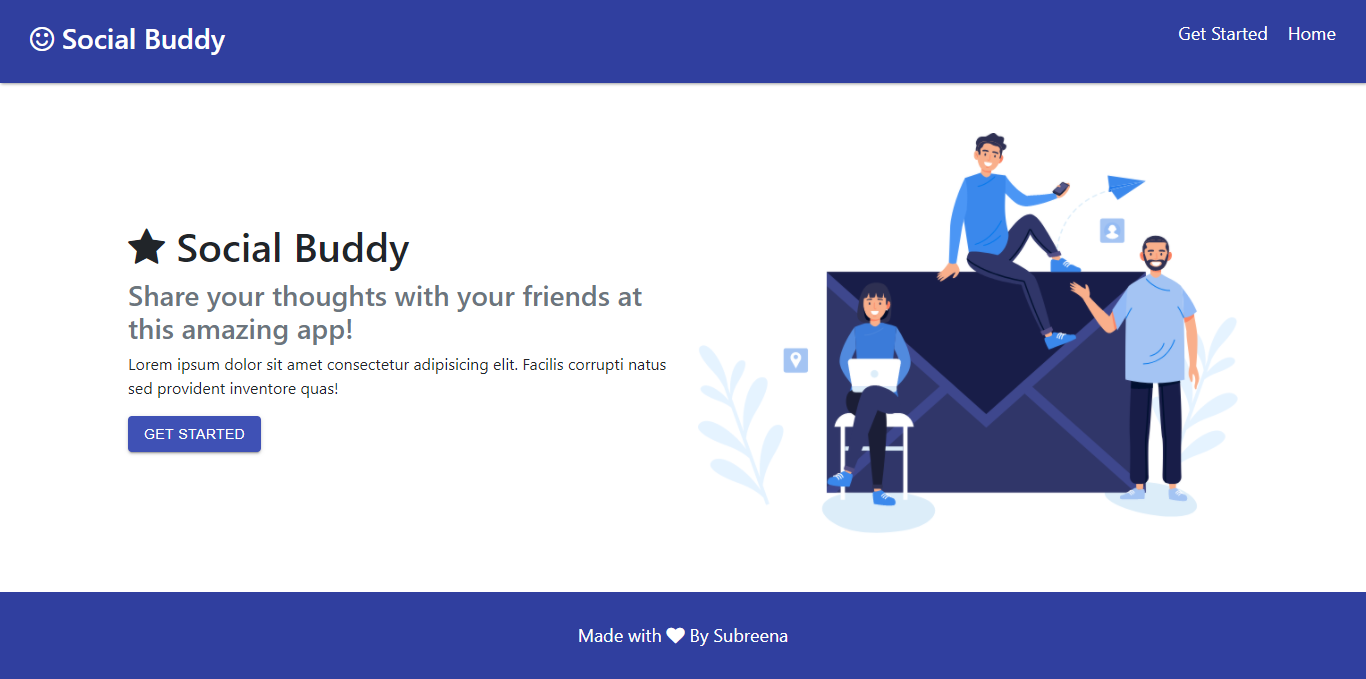 Social Buddy
Get Started
Home
Social Buddy
Share your thoughts with your friends at
this amazing app!
Lorem ipsum dolor sit amet consectetur adipisicing elit. Facilis corrupti natus
sed provident inventore quas!
GET STARTED
Made with By Subreena